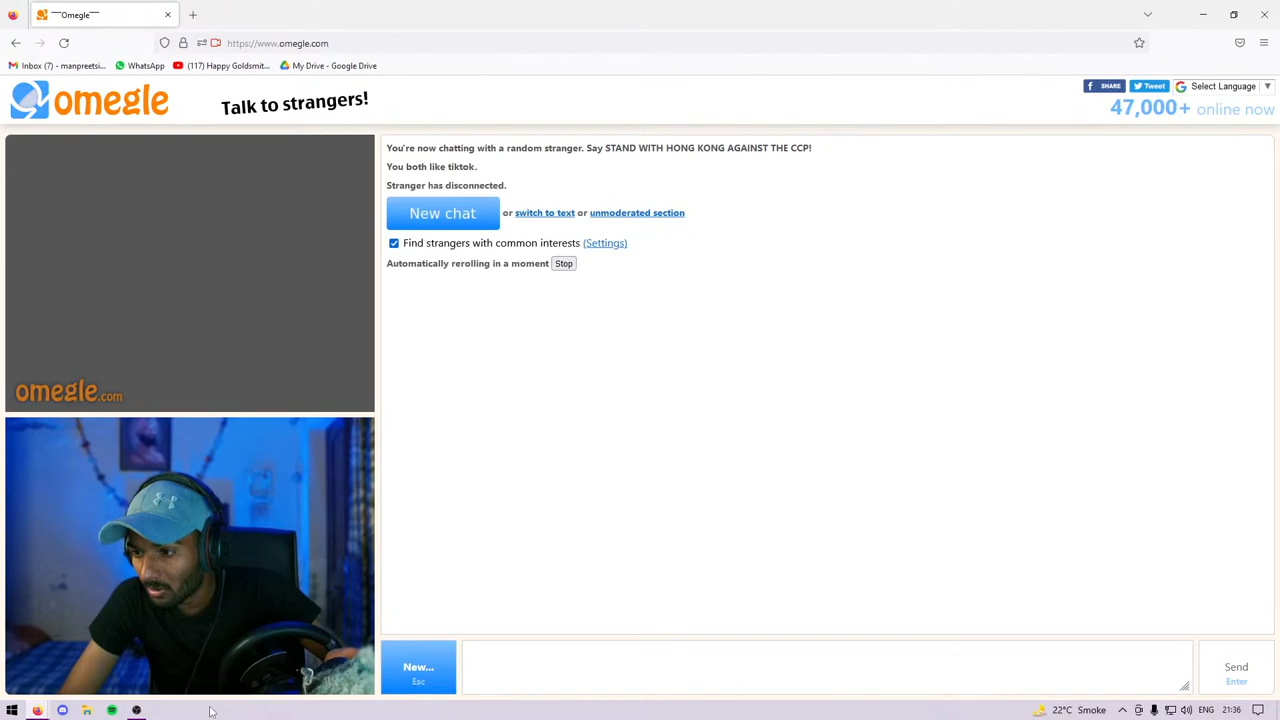 Omegle
https://www.omegle.com
Inbox (7) - manpreetsi...
WhatsApp
(117) Happy Goldsmit...
My Drive - Google Drive
omegle
Talk to strangers!
SHARE
Tweet
Select Language
47,000+ online now
You're now chatting with a random stranger. Say STAND WITH HONG KONG AGAINST THE CCP!
You both like tiktok.
Stranger has disconnected.
New chat or switch to text or unmoderated section
Find strangers with common interests (Settings)
Automatically rerolling in a moment Stop
omegle.com
New...
Esc
Send
Enter
22°C Smoke
ENG
21:36